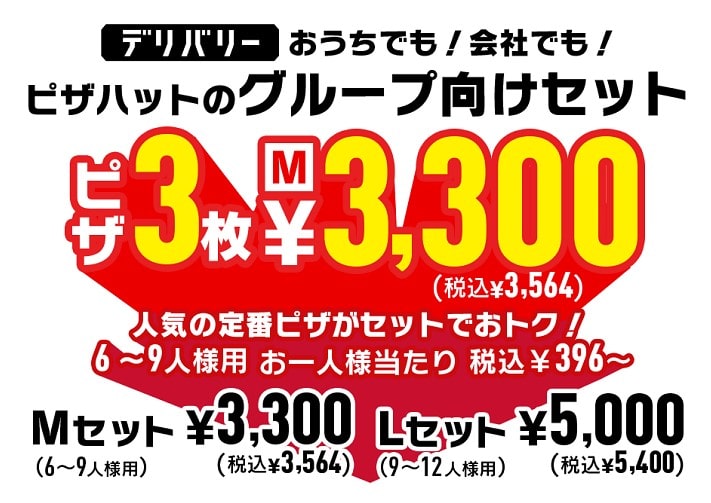 デリバリー おうちでも！会社でも！
ピザハットのグループ向けセット
ピザ3枚 M ¥3,300
(税込¥3,564)
人気の定番ピザがセットでおトク！
6～9人様用 お一人様当たり 税込¥396～
Mセット ¥3,300 Lセット ¥5,000
(6～9人様用) (税込¥3,564) (9～12人様用) (税込¥5,400)